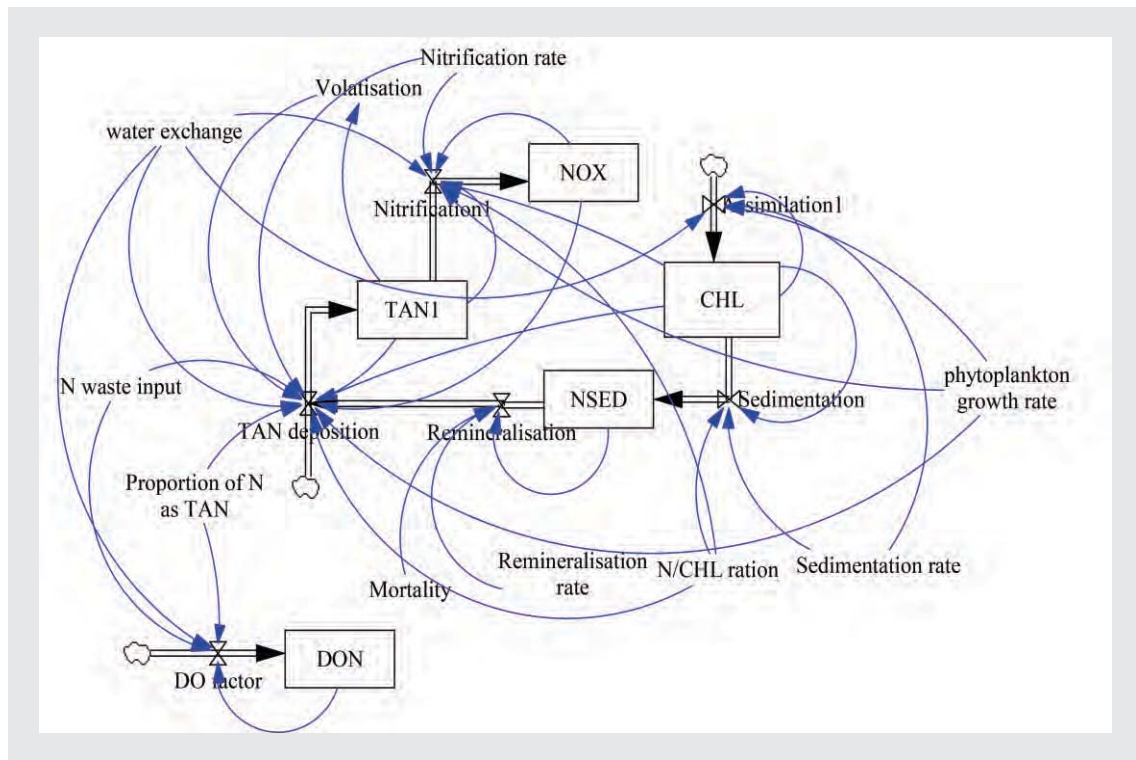 Nitrification rate
Volatisation
water exchange
NOX
Nitrification1
simulation1
TAN1
CHL
N waste input
phytoplankton
growth rate
NSED
Sedimentation
TAN deposition
Remineralisation
Proportion of N
as TAN
Mortality
Remineralisation
rate
N/CHL ration
Sedimentation rate
DON
DO factor